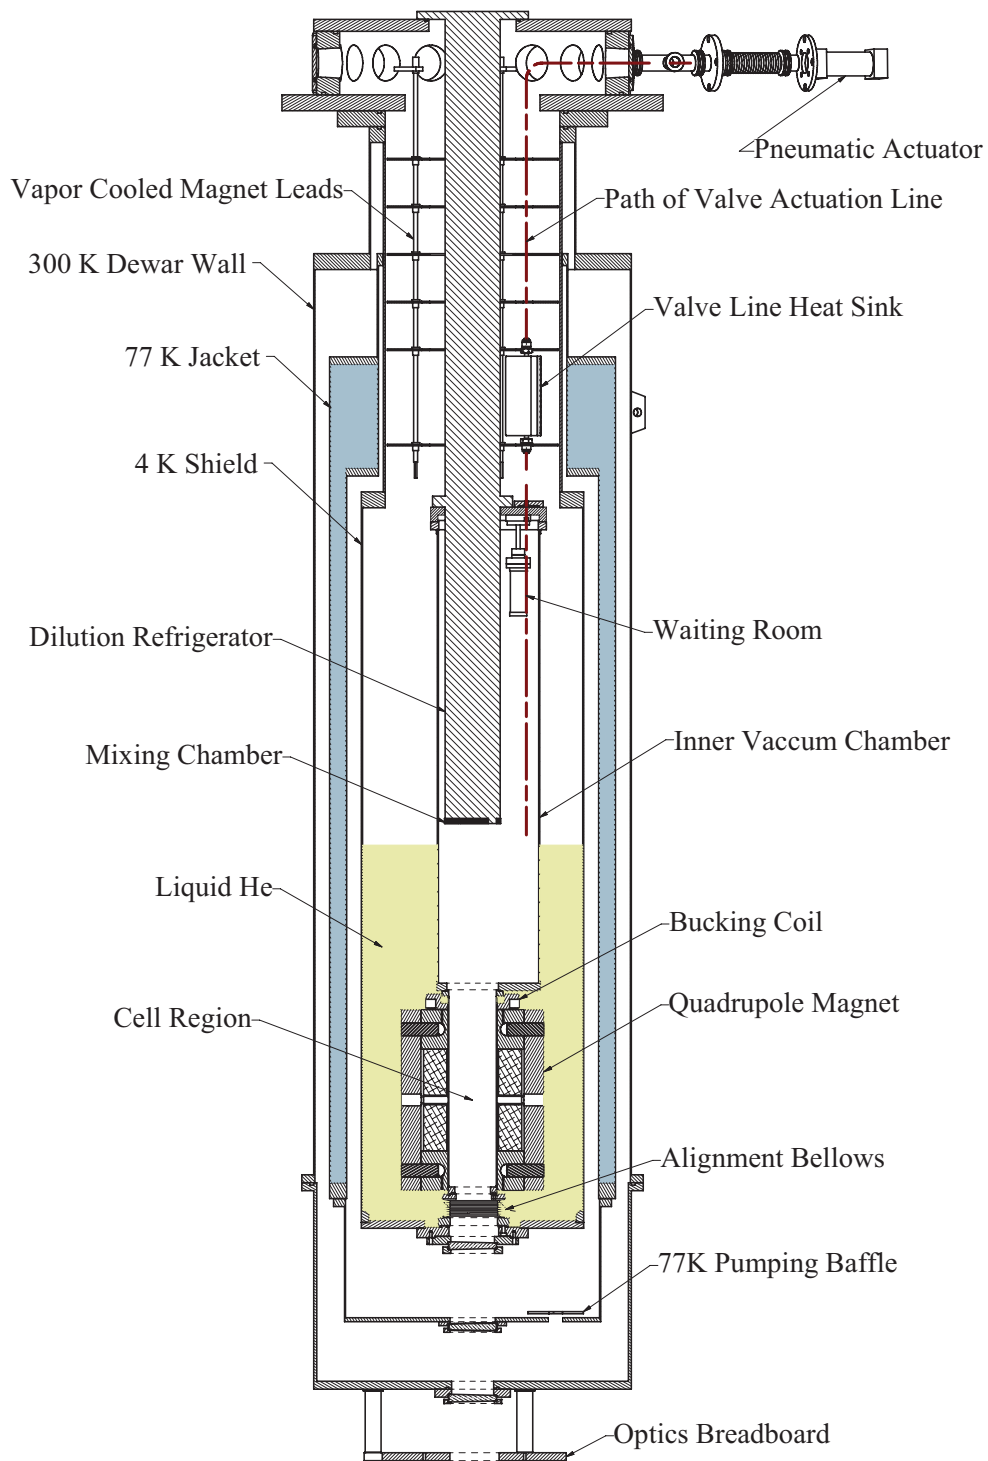 Pneumatic Actuator
Vapor Cooled Magnet Leads
Path of Valve Actuation Line
300 K Dewar Wall
Valve Line Heat Sink
77 K Jacket
4 K Shield
Waiting Room
Dilution Refrigerator
Inner Vaccum Chamber
Mixing Chamber
Liquid He
Bucking Coil
Quadrupole Magnet
Cell Region
Alignment Bellows
77K Pumping Baffle
Optics Breadboard